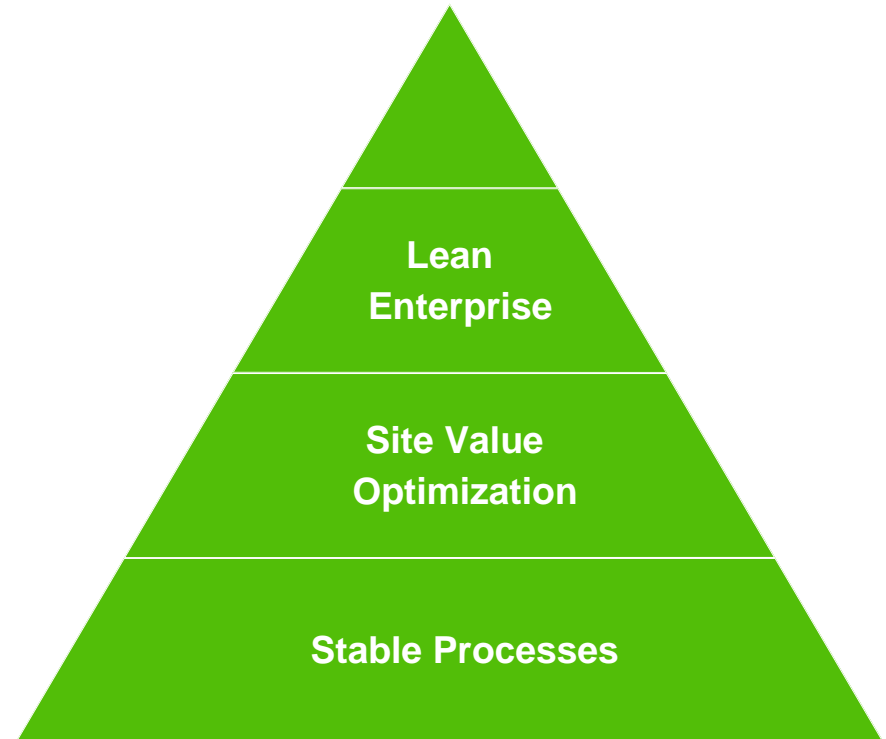 Lean
Enterprise
Site Value
Optimization
Stable Processes